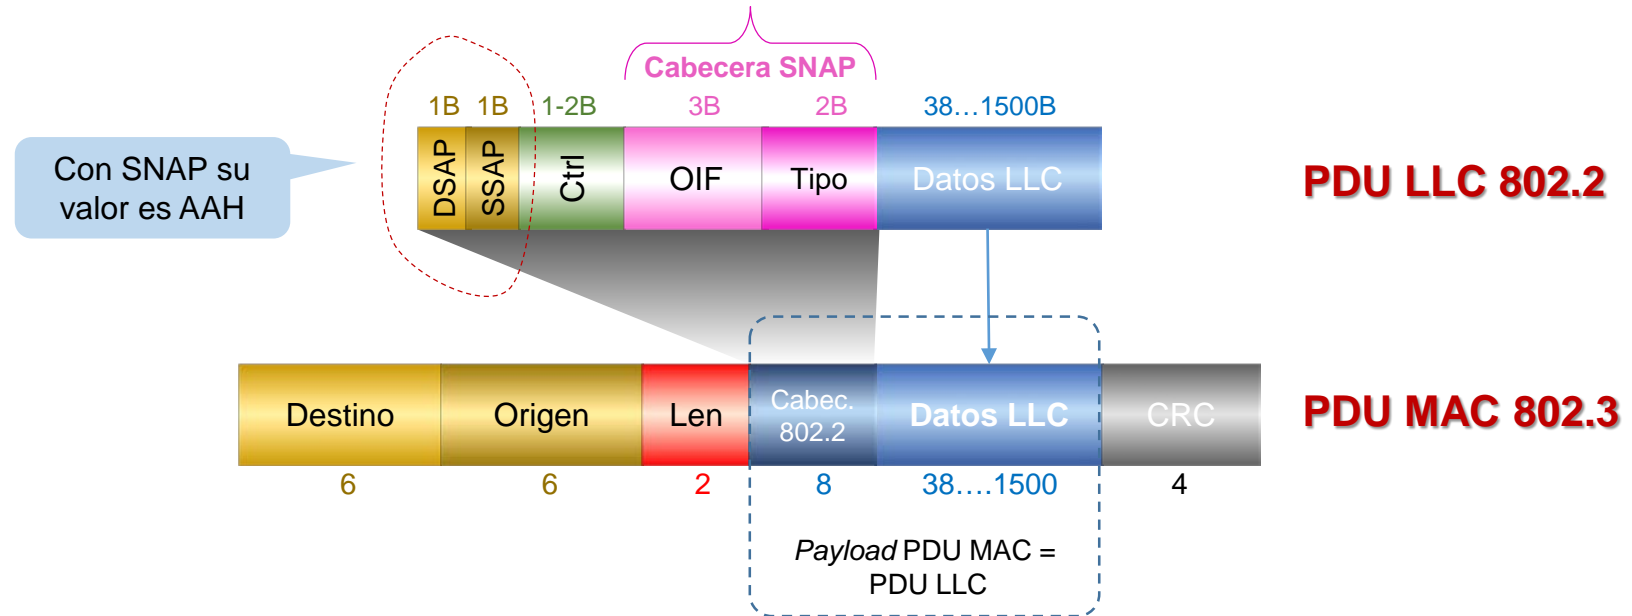 Cabecera SNAP
1B 1B 1-2B 3B 2B 38...1500B
Con SNAP su
valor es AAH
DSAP SSAP Ctrl OIF Tipo Datos LLC
PDU LLC 802.2
Destino Origen Len Cabec.
802.2 Datos LLC CRC
PDU MAC 802.3
6 6 2 8 38....1500 4
Payload PDU MAC =
PDU LLC